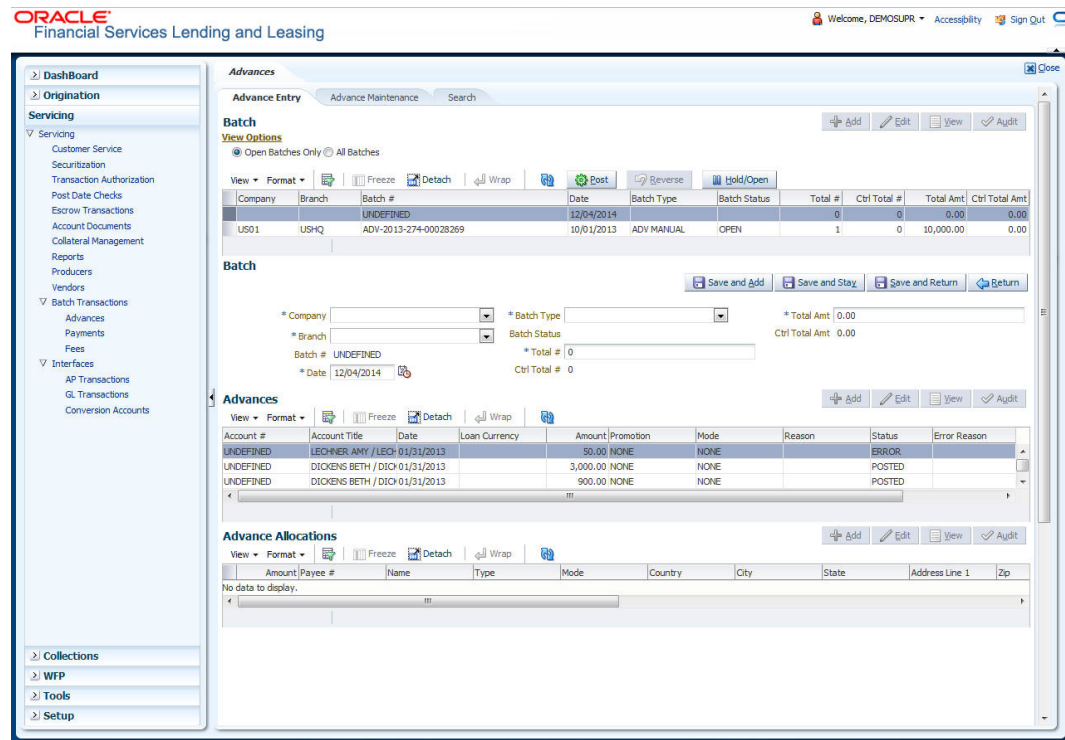 ORACLE'
Financial Services Lending and Leasing
Welcome, DEMOSUPR Accessibility Sign Out
Close
DashBoard
Origination
Servicing
Servicing
Customer Service
Securitization
Transaction Authorization
Post Date Checks
Escrow Transactions
Account Documents
Collateral Management
Reports
Producers
Vendors
Batch Transactions
Advances
Payments
Fees
Interfaces
AP Transactions
GL Transactions
Conversion Accounts
Collections
WFP
Tools
Setup
Advances
Advance Entry Advance Maintenance Search
Batch
Add Edit View Audit
View Options
Open Batches Only All Batches
View Format Freeze Detach Wrap Post Reverse Hold/Open
Company Branch Batch # Date Batch Type Batch Status Total # Ctrl Total # Total Amt Ctrl Total Amt
UNDEFINED 12/04/2014 0 0 0.00 0.00
US01 USHQ ADV-2013-274-00028269 10/01/2013 ADV MANUAL OPEN 1 0 10,000.00 0.00
Batch
Save and Add Save and Stay Save and Return Return
* Company * Batch Type * Total Amt 0.00
* Branch Batch Status Ctrl Total Amt 0.00
Batch # UNDEFINED * Total # 0
* Date 12/04/2014 Ctrl Total # 0
Advances
Add Edit View Audit
View Format Freeze Detach Wrap
Account # Account Title Date Loan Currency Amount Promotion Mode Reason Status Error Reason
UNDEFINED LECHNER AMY / LECH 01/31/2013 50.00 NONE NONE ERROR
UNDEFINED DICKENS BETH / DICK 01/31/2013 3,000.00 NONE NONE POSTED
UNDEFINED DICKENS BETH / DICK 01/31/2013 900.00 NONE NONE POSTED
Advance Allocations
Add Edit View Audit
View Format Freeze Detach Wrap
Amount Payee # Name Type Mode Country City State Address Line 1 Zip
No data to display.